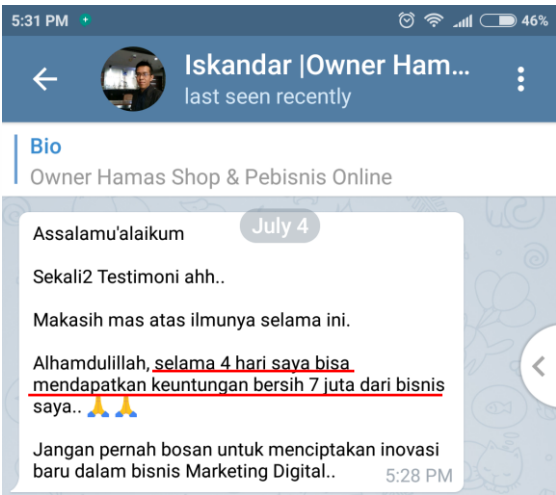 5:31 PM
46%
Iskandar |Owner Ham...
last seen recently
Bio
Owner Hamas Shop & Pebisnis Online
July 4
Assalamu'alaikum
Sekali2 Testimoni ahh..
Makasih mas atas ilmunya selama ini.
Alhamdulillah, selama 4 hari saya bisa
mendapatkan keuntungan bersih 7 juta dari bisnis
saya.. 🙏 🙏
Jangan pernah bosan untuk menciptakan inovasi
baru dalam bisnis Marketing Digital..
5:28 PM